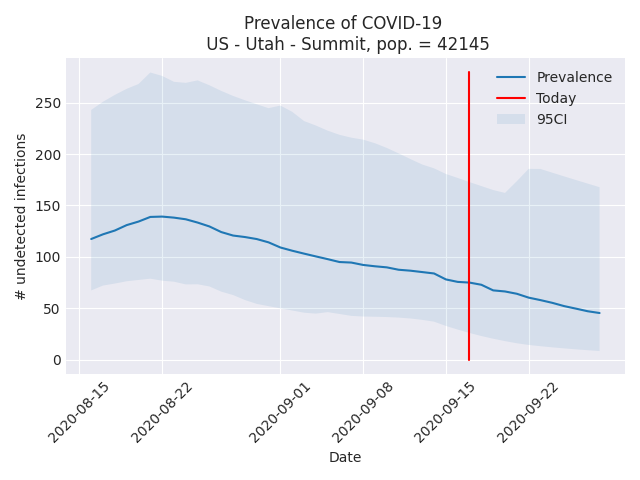 Prevalence of COVID-19
US - Utah - Summit, pop. = 42145
Prevalence
Today
95CI
# undetected infections
250
200
150
100
50
0
2020-08-15
2020-08-22
2020-09-01
2020-09-08
2020-09-15
2020-09-22
Date